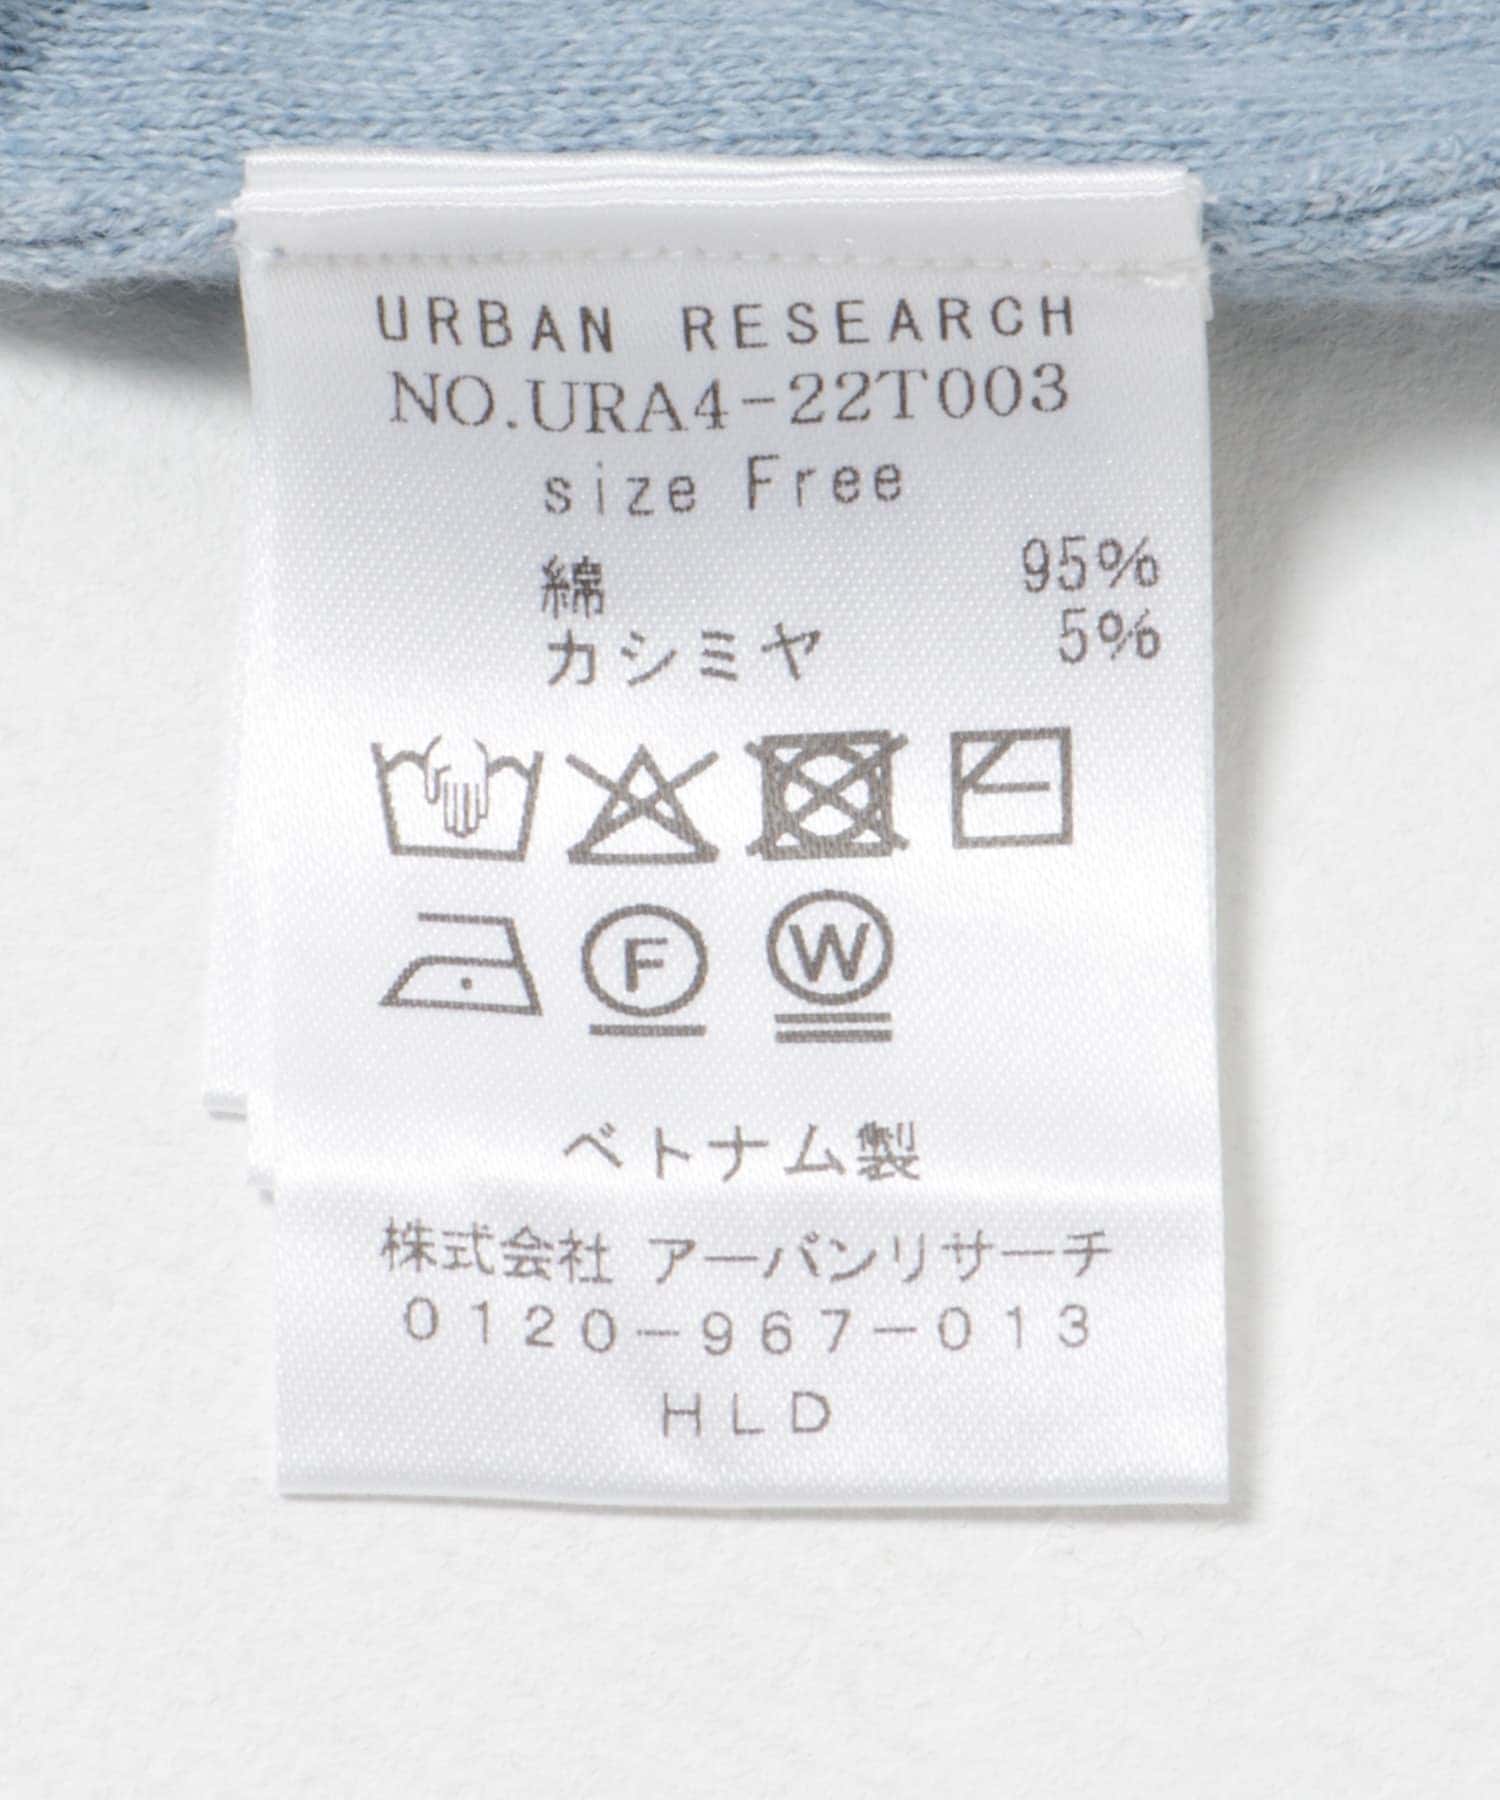 URBAN RESEARCH
NO.URA4-22T003
size Free
綿 95%
カシミヤ 5%
F W
ベトナム製
株式会社 アーバンリサーチ
0120-967-013
HLD